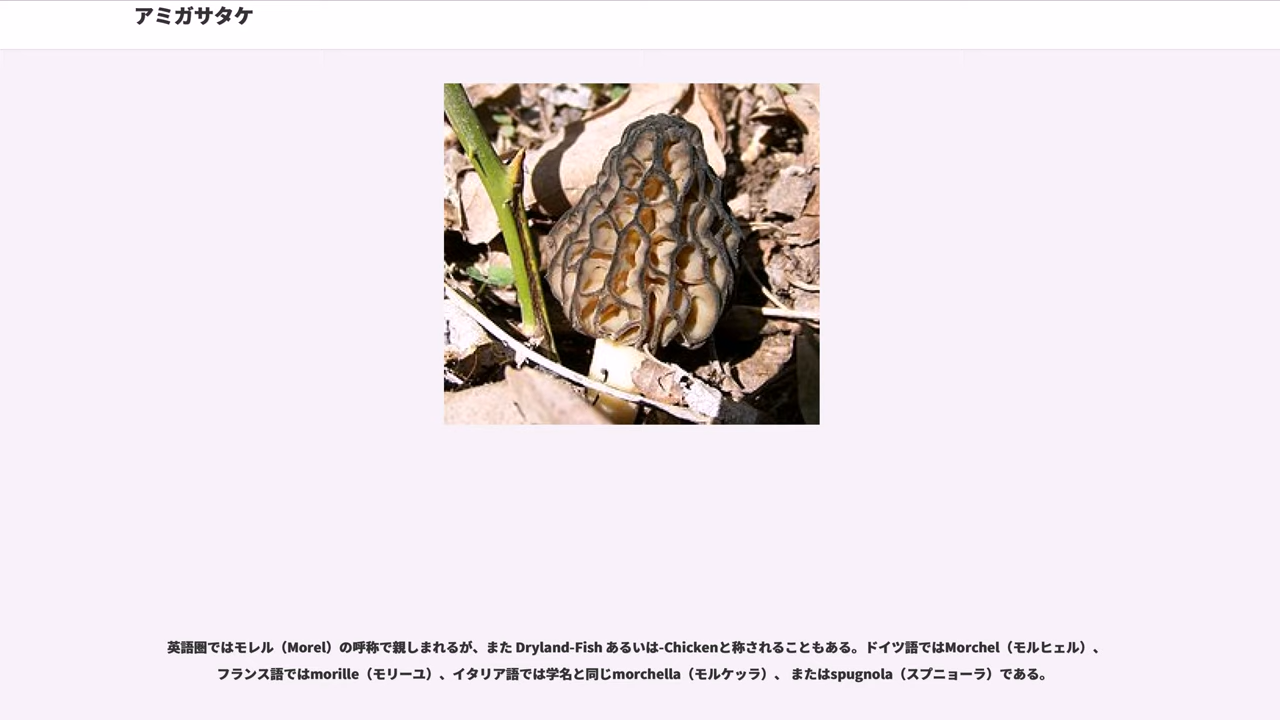 アミガサタケ
英語圏ではモレル（Morel）の呼称で親しまれるが、また Dryland-Fish あるいは-Chickenと称されることもある。ドイツ語ではMorchel（モルヒェル）、
フランス語ではmorille（モリーユ）、イタリア語では学名と同じmorchella（モルケッラ）、 またはspugnola（スプニョーラ）である。